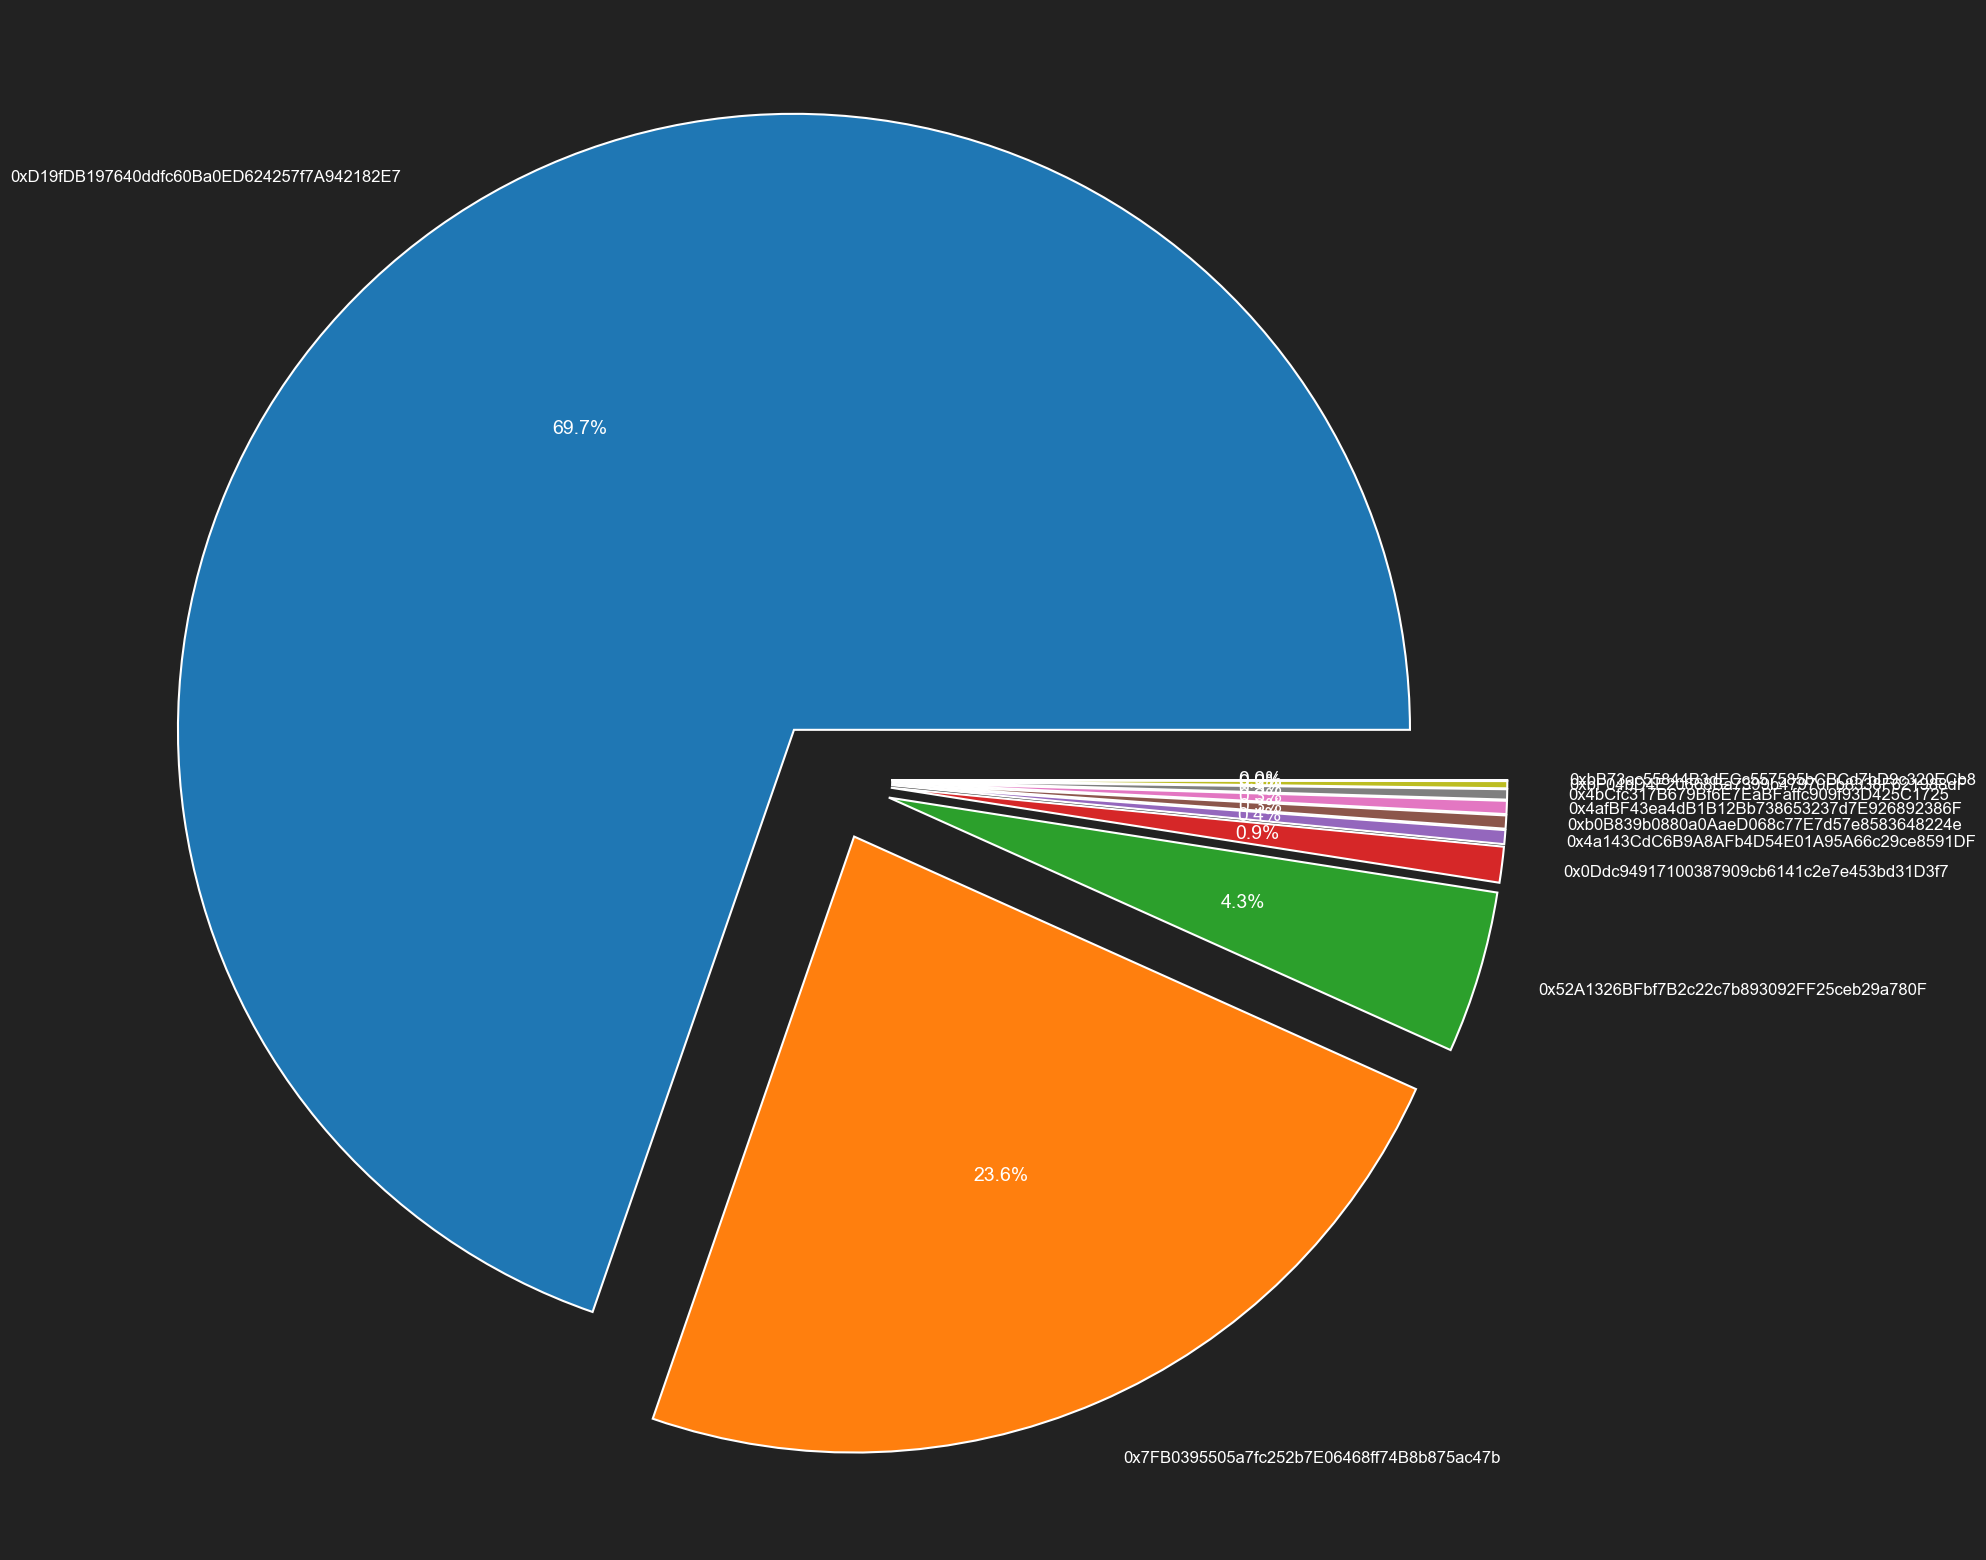 0xD19fDB197640ddfc60Ba0ED624257f7A942182E7
69.7%
0x4bCfc317B679Bf6E7EaBFaffc909f93D425C1725
0x4afBF43ea4dB1B12Bb738653237d7E926892386F
0.4%
0xb0B839b0880a0AaeD068c77E7d57e8583648224e
0.9%
0x4a143CdC6B9A8AFb4D54E01A95A66c29ce8591DF
0x0Ddc94917100387909cb6141c2e7e453bd31D3f7
4.3%
0x52A1326BFbf7B2c22c7b893092FF25ceb29a780F
23.6%
0x7FB0395505a7fc252b7E06468ff74B8b875ac47b